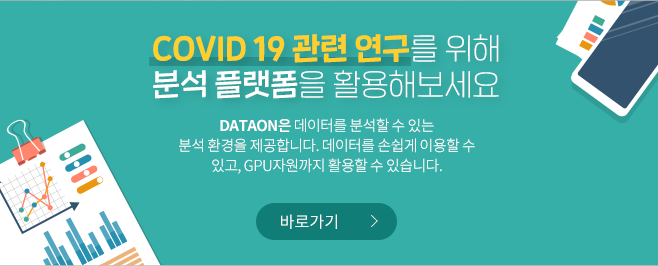 COVID 19 관련 연구를 위해
분석 플랫폼을 활용해보세요
DATAON은 데이터를 분석할 수 있는
분석 환경을 제공합니다. 데이터를 손쉽게 이용할 수
있고, GPU자원까지 활용할 수 있습니다.
바로가기